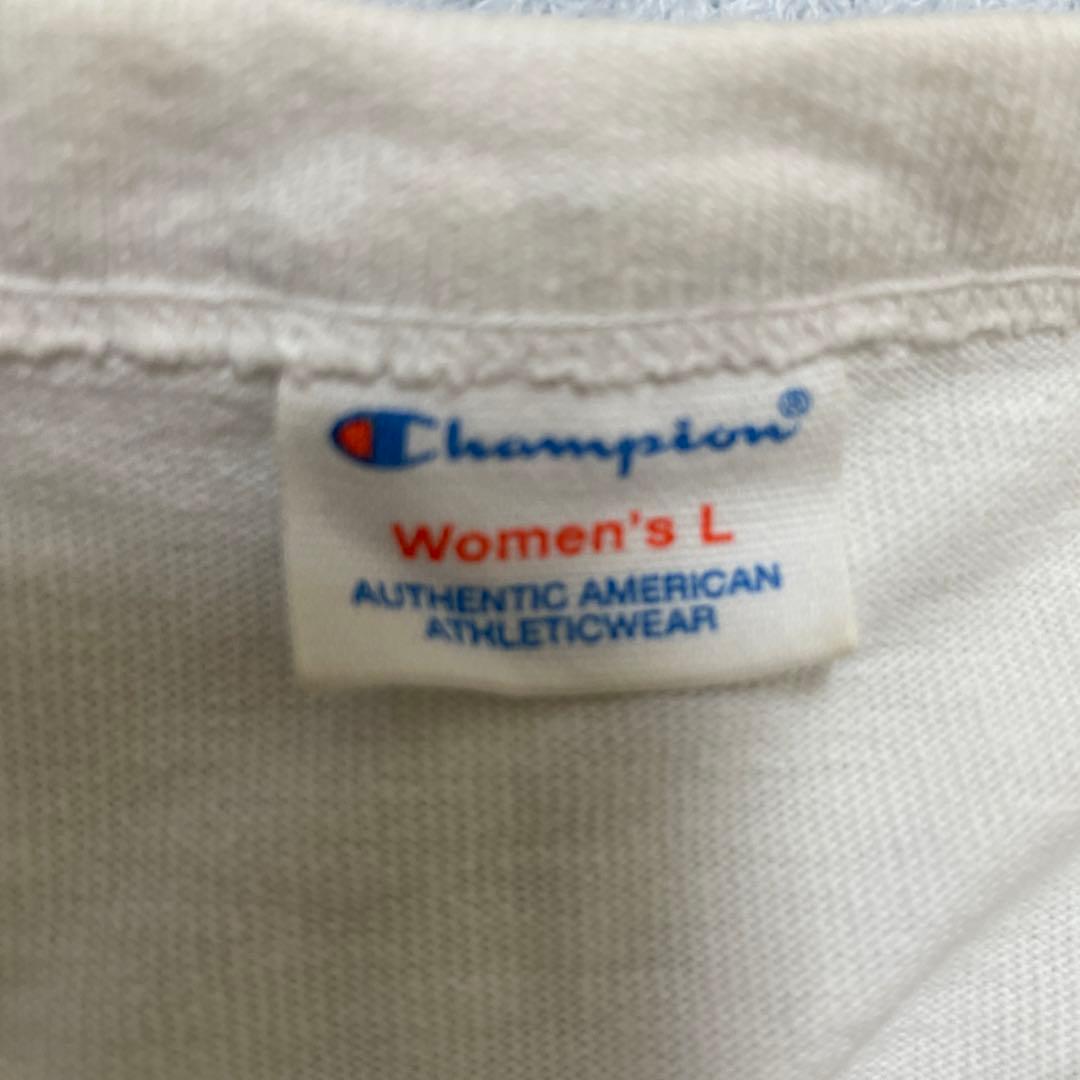 Champion®
Women's L
AUTHENTIC AMERICAN
ATHLETICWEAR